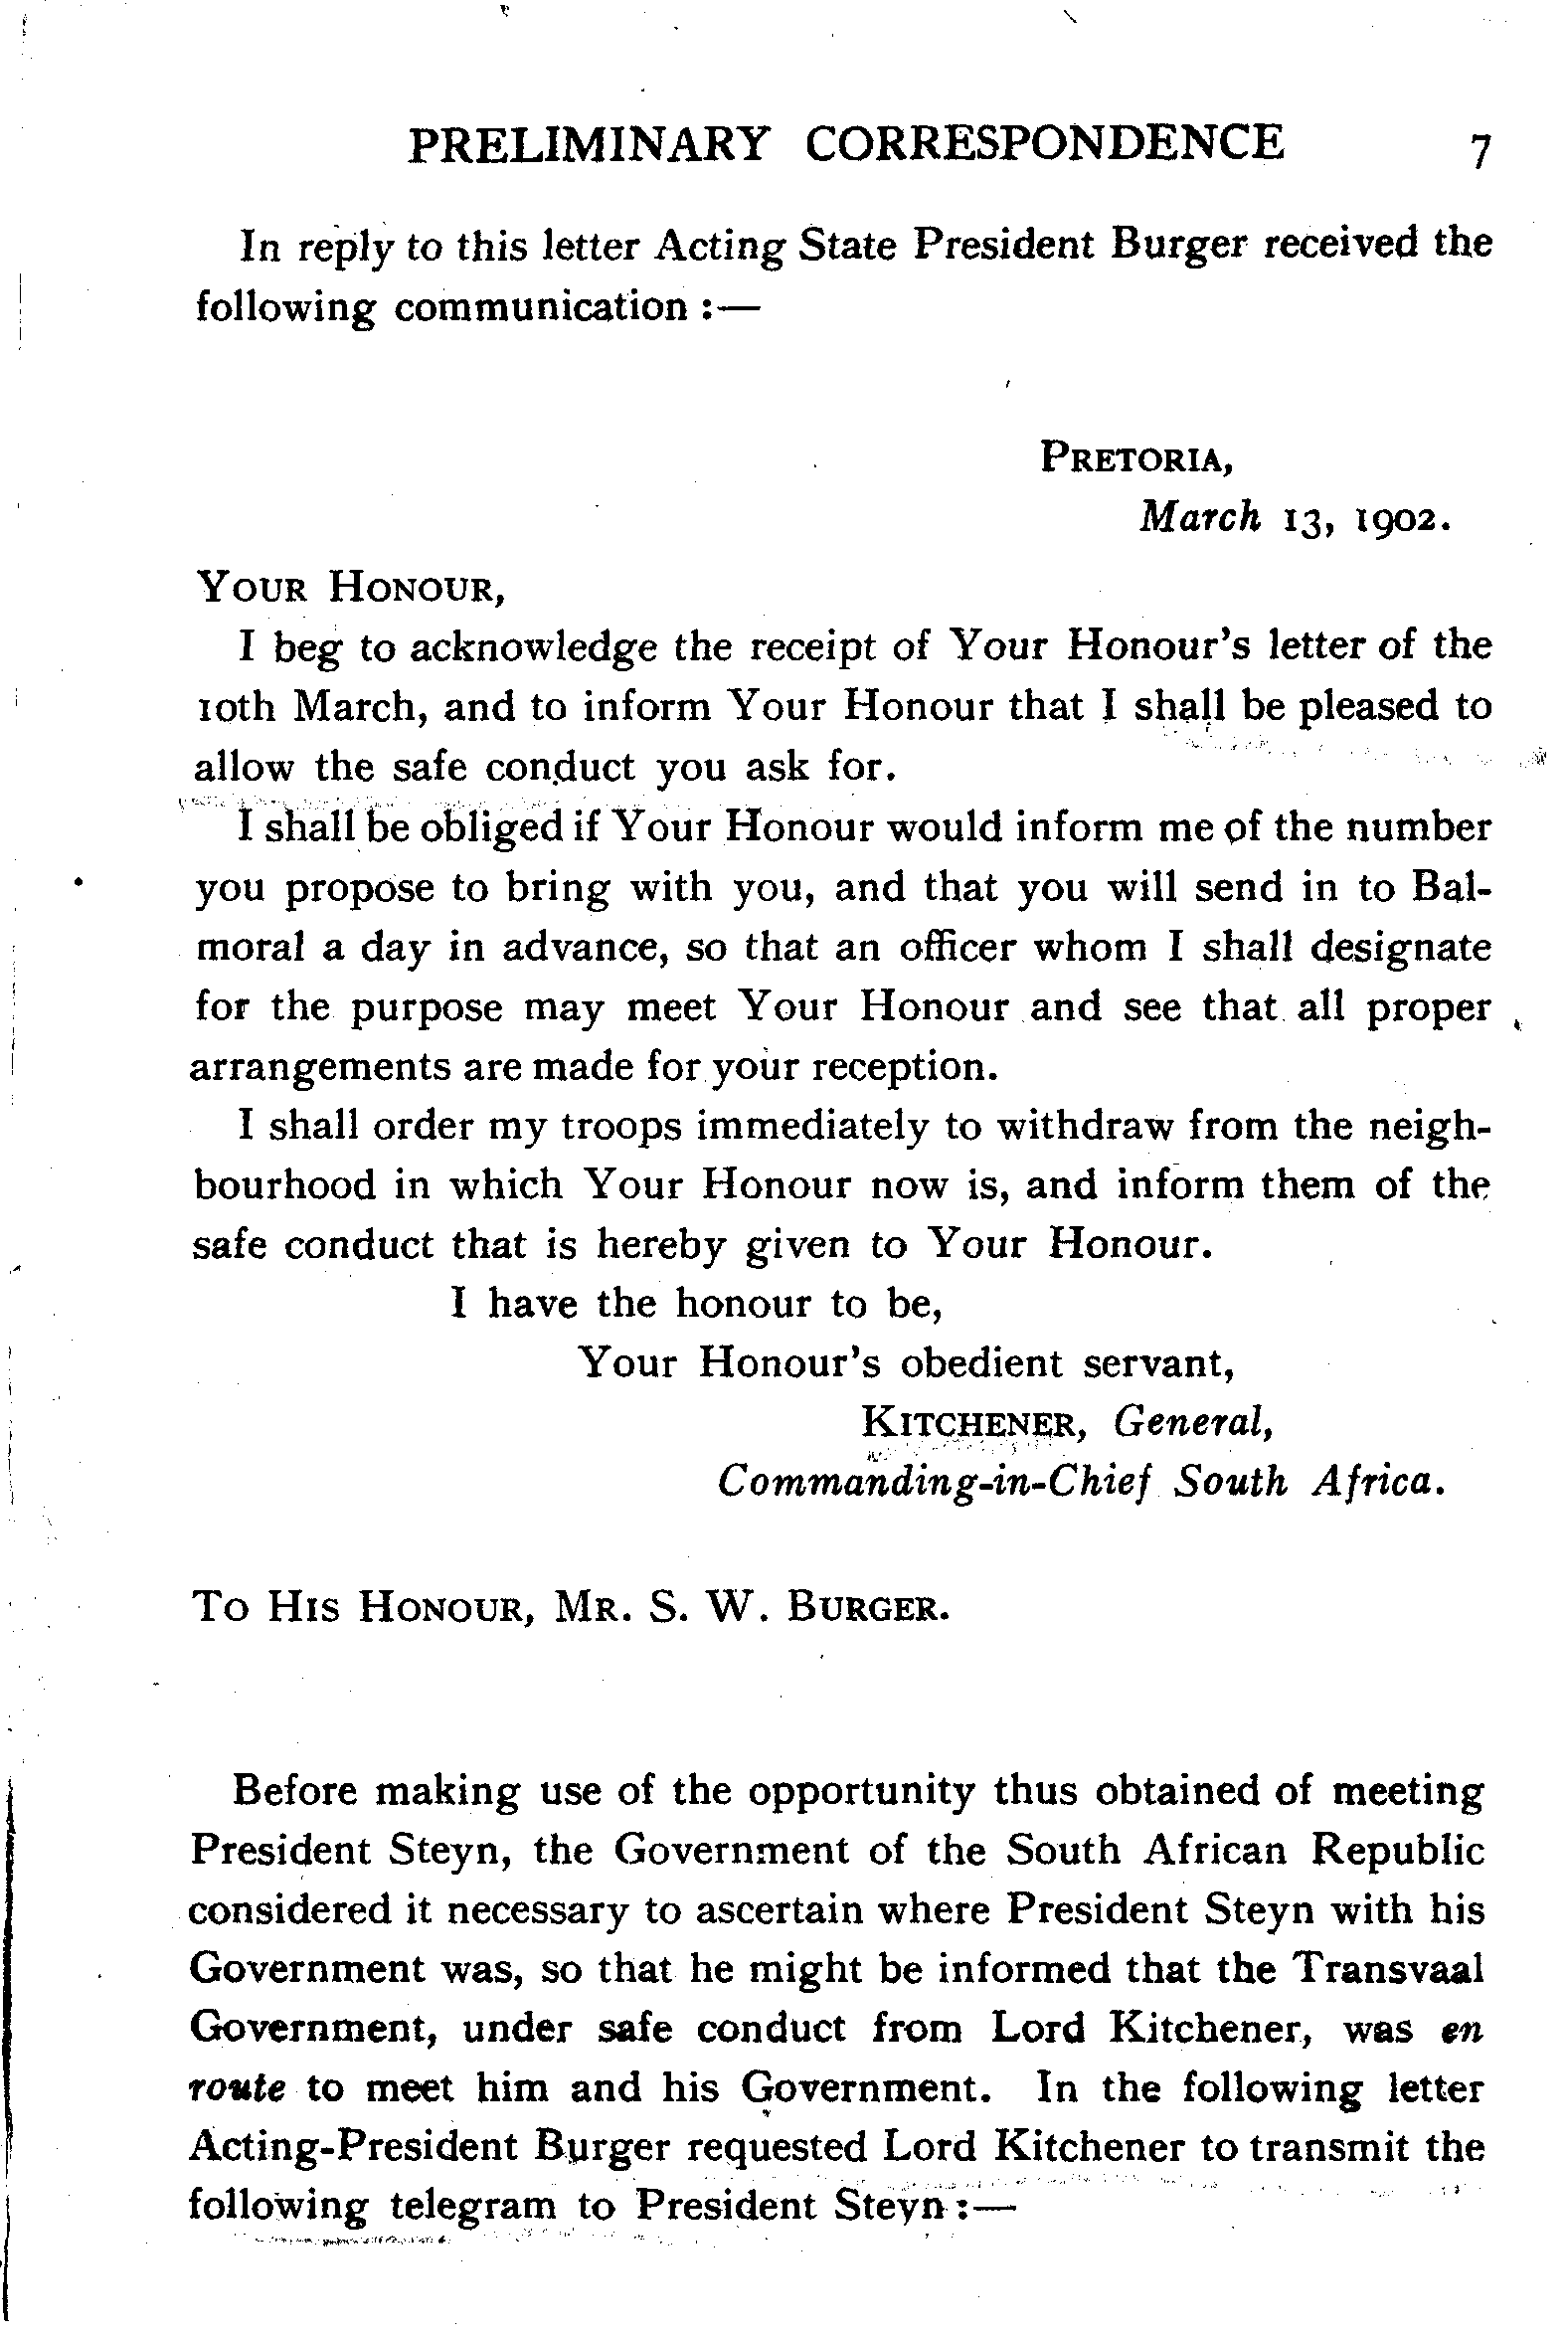 PRELIMINARY CORRESPONDENCE 7
In reply to this letter Acting State President Burger received the
following communication :—
PRETORIA,
March 13, 1902.
YOUR HONOUR,
I beg to acknowledge the receipt of Your Honour's letter of the
10th March, and to inform Your Honour that I shall be pleased to
allow the safe conduct you ask for.
I shall be obliged if Your Honour would inform me of the number
you propose to bring with you, and that you will send in to Bal-
moral a day in advance, so that an officer whom I shall designate
for the purpose may meet Your Honour and see that all proper
arrangements are made for your reception.
I shall order my troops immediately to withdraw from the neigh-
bourhood in which Your Honour now is, and inform them of the
safe conduct that is hereby given to Your Honour.
I have the honour to be,
Your Honour's obedient servant,
KITCHENER, General,
Commanding-in-Chief South Africa.
TO HIS HONOUR, MR. S. W. BURGER.
Before making use of the opportunity thus obtained of meeting
President Steyn, the Government of the South African Republic
considered it necessary to ascertain where President Steyn with his
Government was, so that he might be informed that the Transvaal
Government, under safe conduct from Lord Kitchener, was en
route to meet him and his Government. In the following letter
Acting-President Burger requested Lord Kitchener to transmit the
following telegram to President Steyn :—